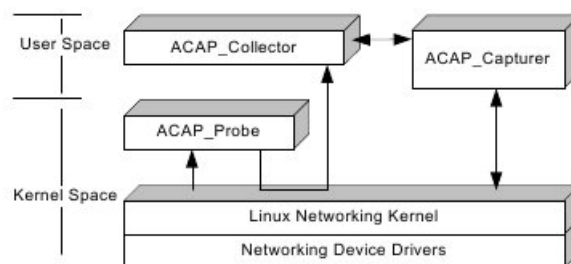 User Space
ACAP_Collector
ACAP_Capturer
ACAP_Probe
Kernel Space
Linux Networking Kernel
Networking Device Drivers